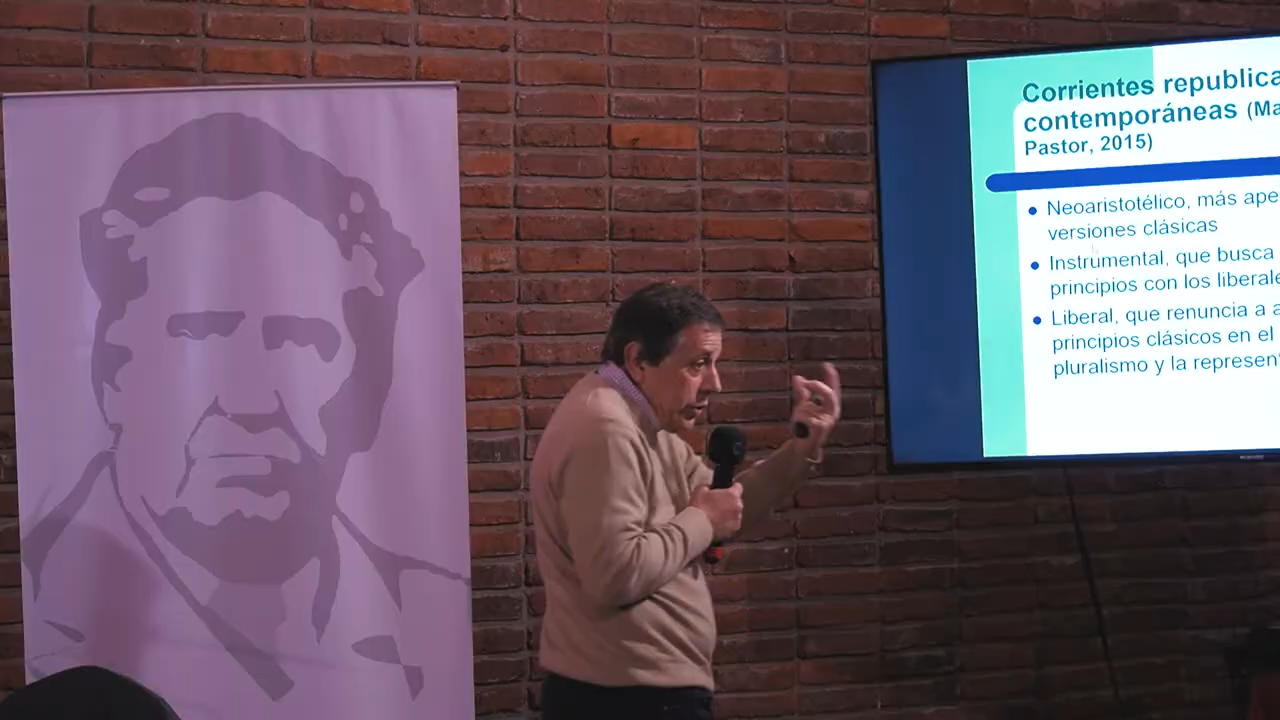 Corrientes republica
contemporáneas (Ma
Pastor, 2015)
Neoaristotélico, más ape
versiones clásicas
Instrumental, que busca
principios con los liberale
Liberal, que renuncia a a
principios clásicos en el
pluralismo y la represen